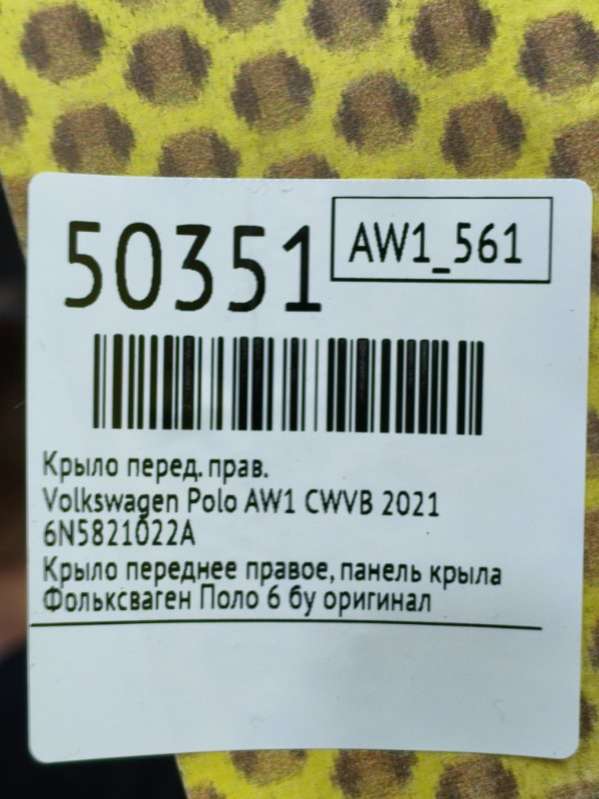 50351
AW1_561
Крыло перед. прав.
Volkswagen Polo AW1 CWVB 2021
6N5821022A
Крыло переднее правое, панель крыла
Фольксваген Поло 6 бу оригинал